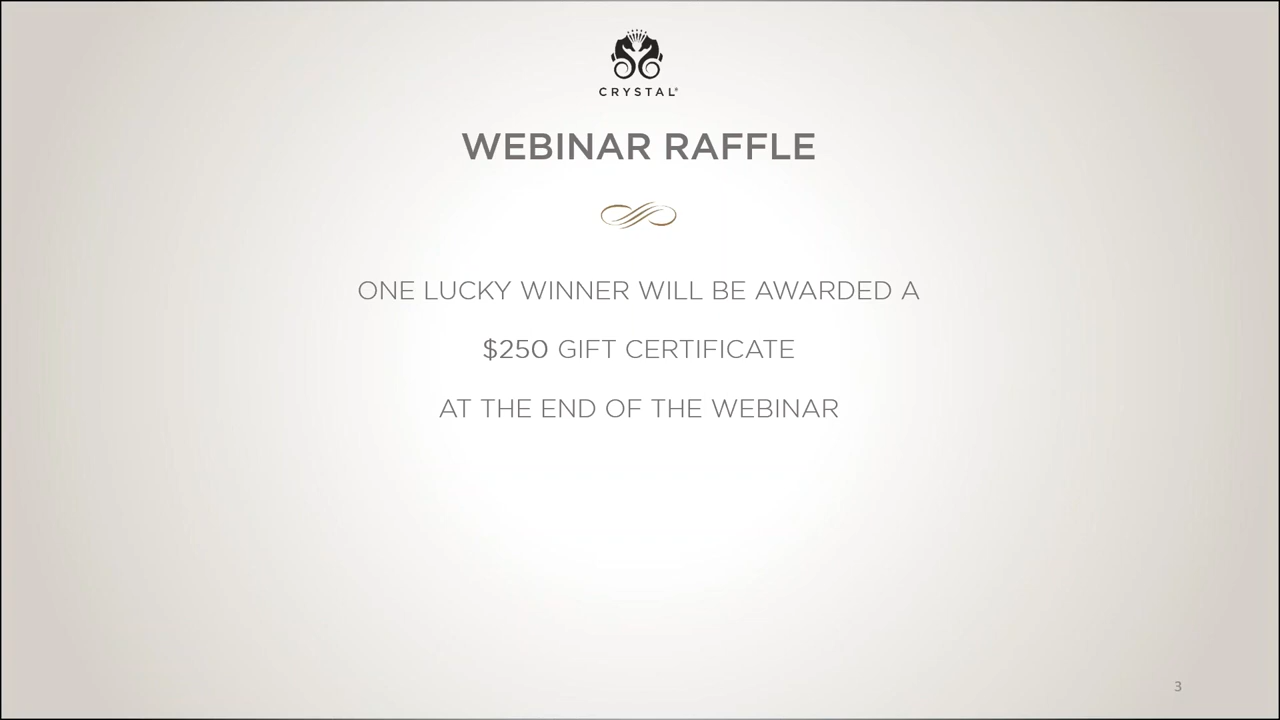 CRYSTAL®
WEBINAR RAFFLE
ONE LUCKY WINNER WILL BE AWARDED A
$250 GIFT CERTIFICATE
AT THE END OF THE WEBINAR
3